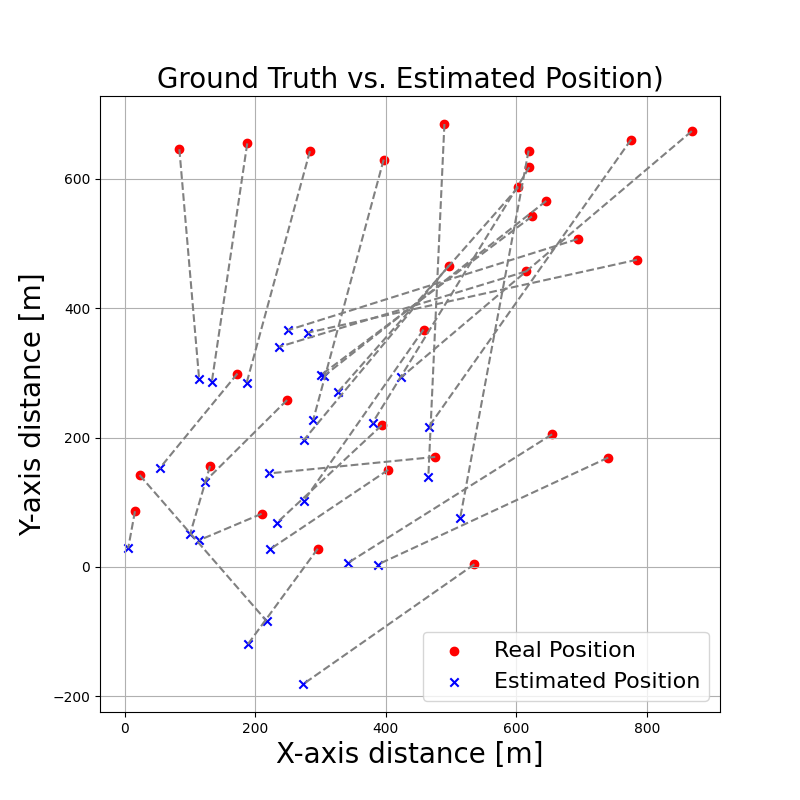 Ground Truth vs. Estimated Position)
Y-axis distance [m]
600
400
200
0
−200
0 200 400 600 800
X-axis distance [m]
Real Position
Estimated Position